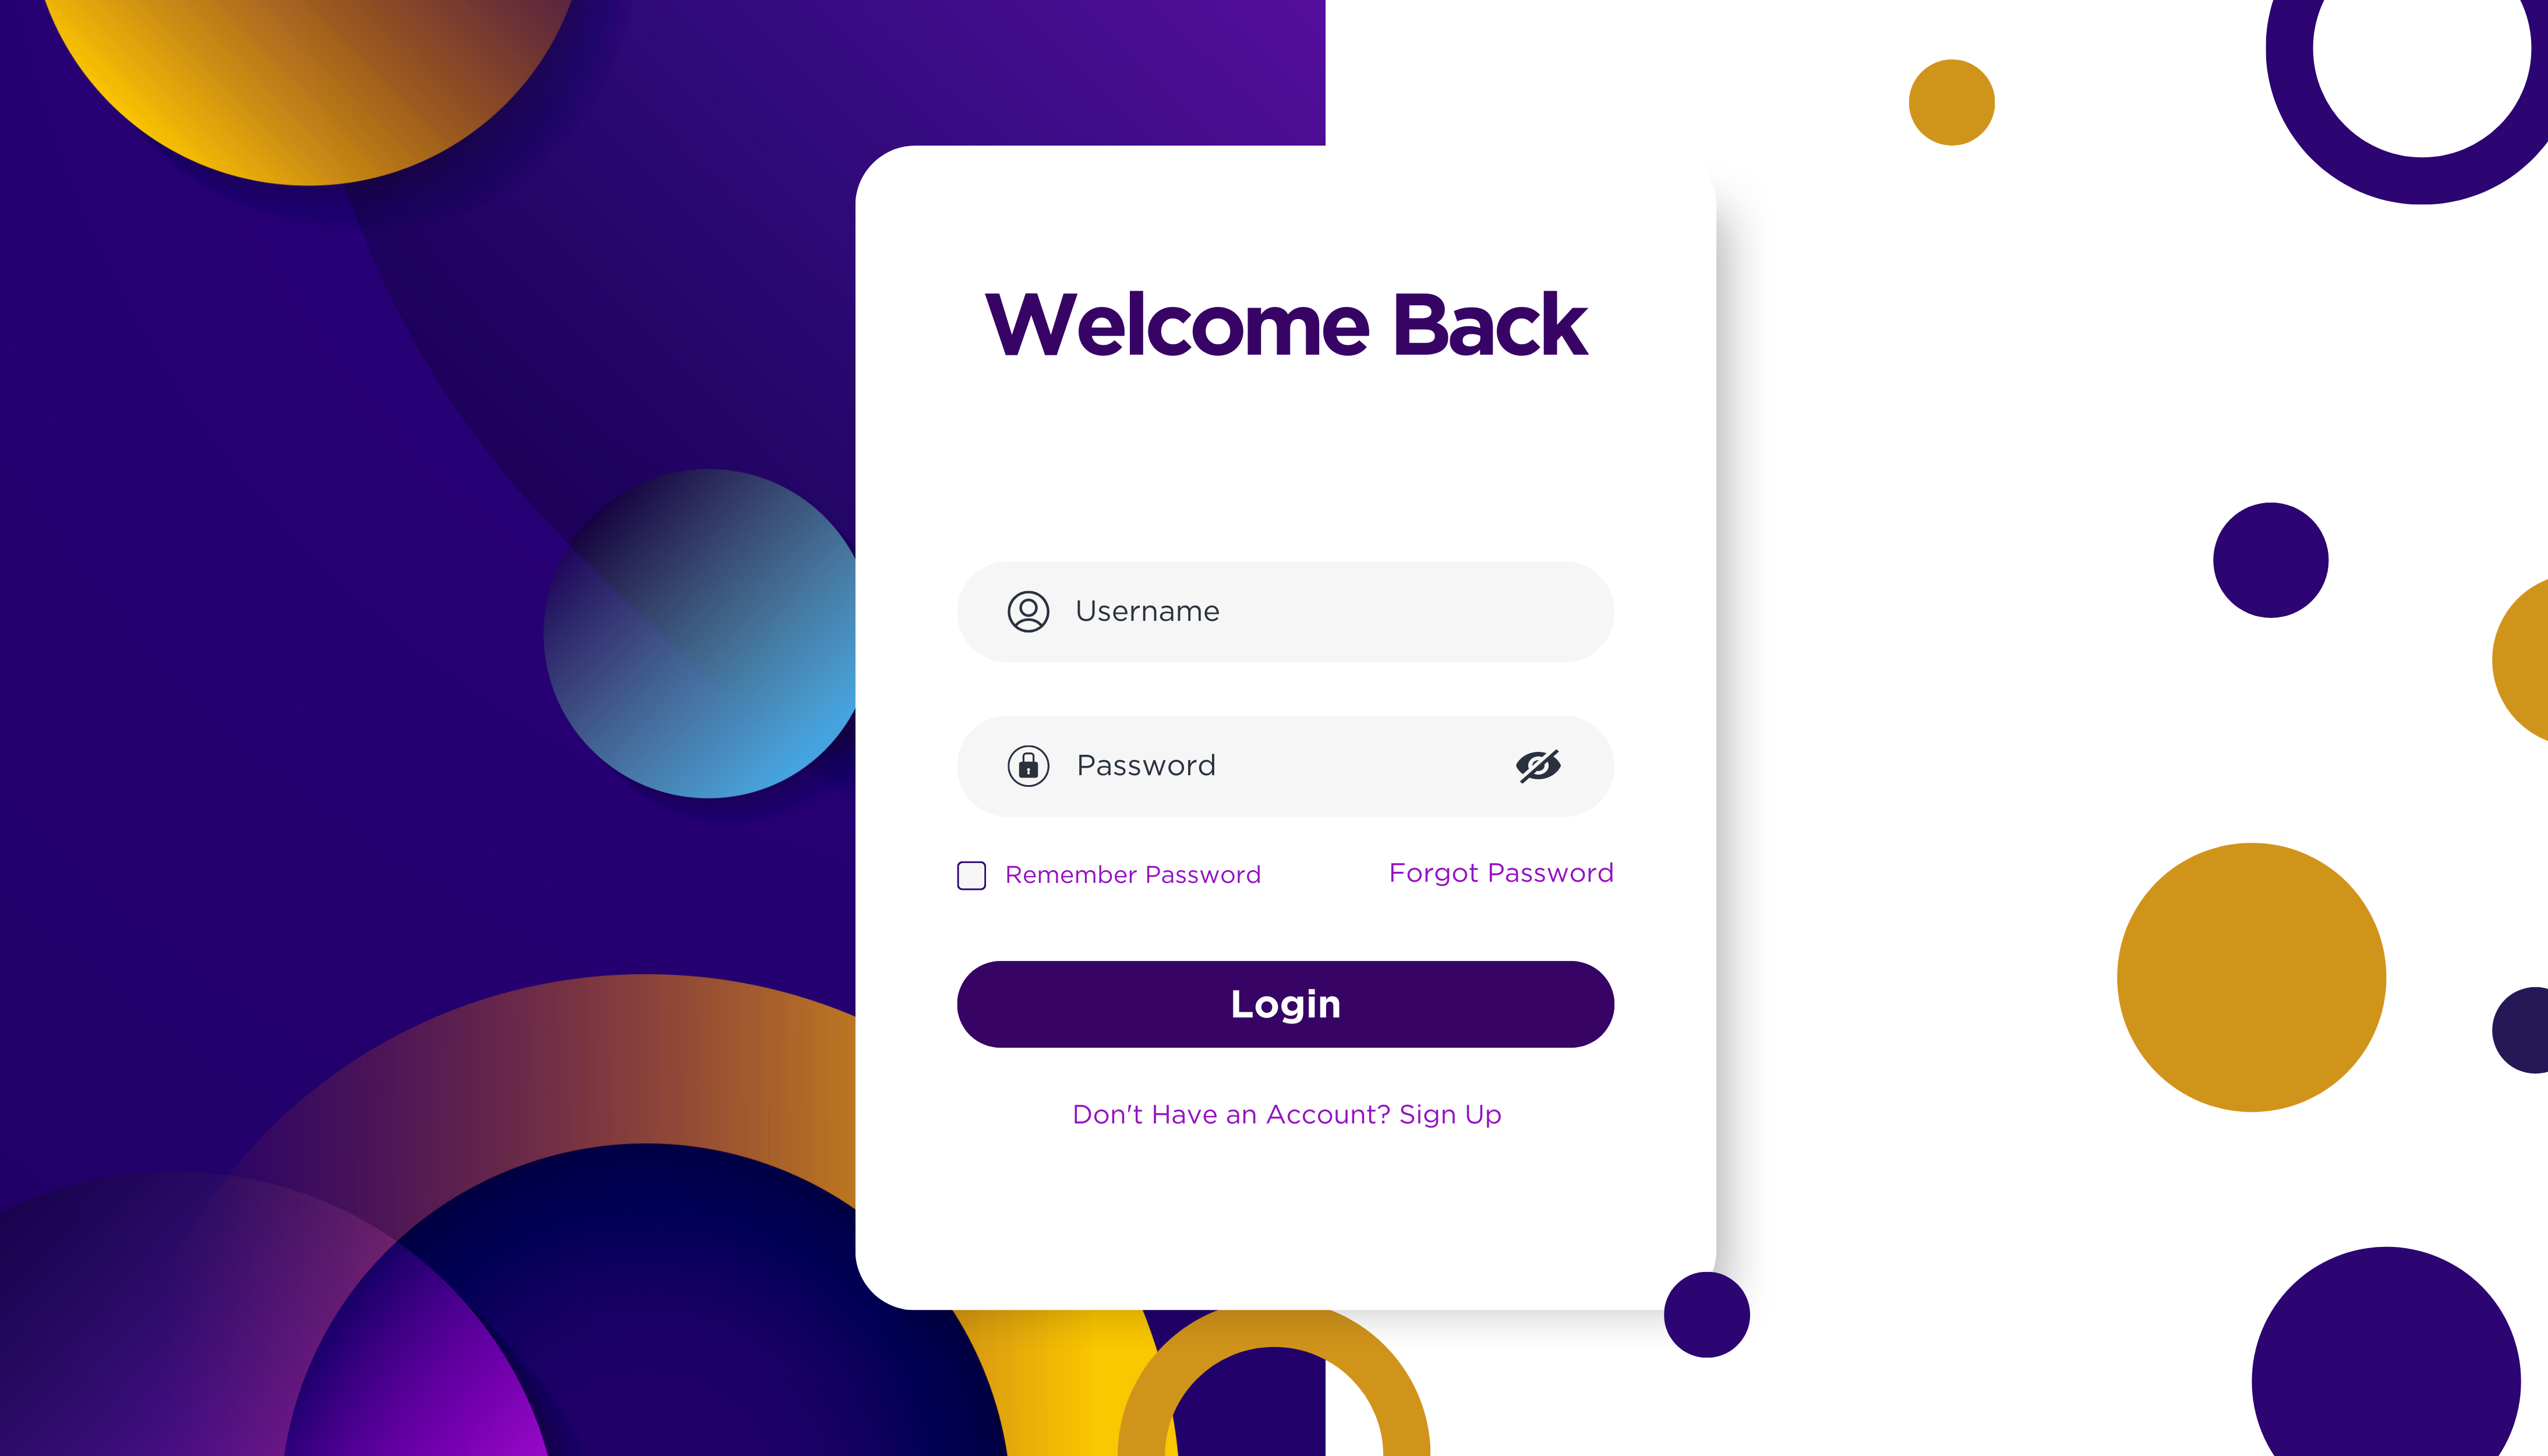 Welcome Back
Username
Password
Remember Password
Forgot Password
Login
Don't Have an Account? Sign Up